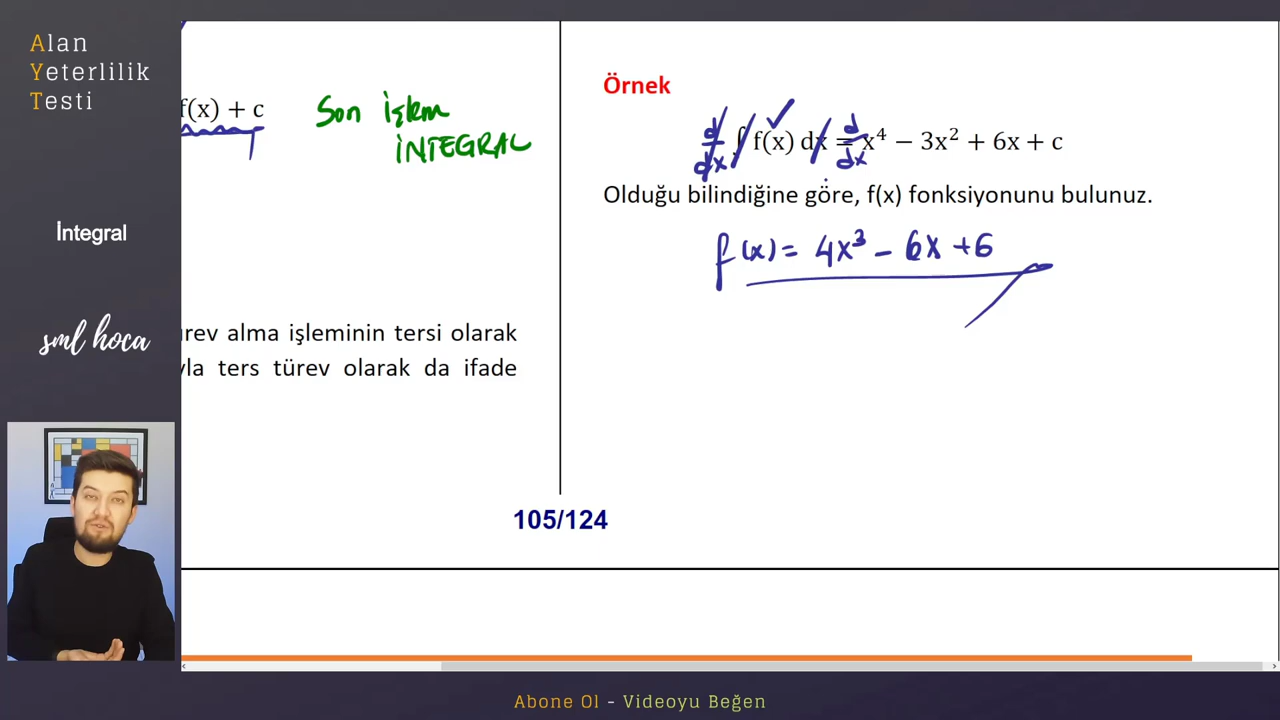 Alan
Yeterlilik
Testi
İntegral
sml hoca
f(x) + c
Son İşlem
İNTEGRAL
rev alma işleminin tersi olarak
yla ters türev olarak da ifade
105/124
Örnek
d/dx ∫ f(x) dx = d/dx x⁴ − 3x² + 6x + c
Olduğu bilindiğine göre, f(x) fonksiyonunu bulunuz.
f(x) = 4x³ − 6x + 6
Abone Ol - Videoyu Beğen